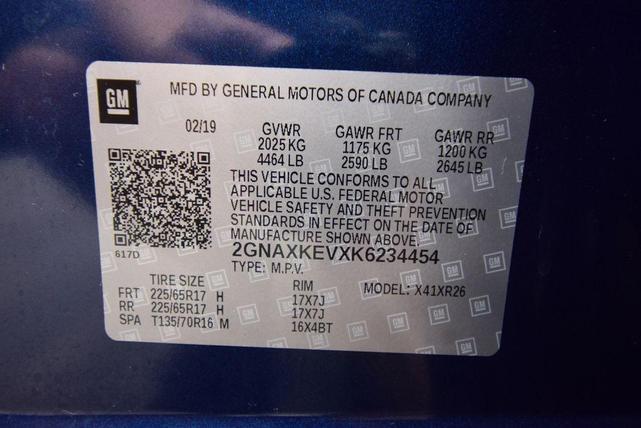 GM
MFD BY GENERAL MOTORS OF CANADA COMPANY
02/19 GVWR GAWR FRT GAWR RR
2025 KG 1175 KG 1200 KG
4464 LB 2590 LB 2645 LB
THIS VEHICLE CONFORMS TO ALL
APPLICABLE U.S. FEDERAL MOTOR
VEHICLE SAFETY AND THEFT PREVENTION
STANDARDS IN EFFECT ON THE DATE OF
MANUFACTURE SHOWN ABOVE.
617D
2GNAXKEVXK6234454
TYPE: M.P.V.
TIRE SIZE RIM MODEL: X41XR26
FRT 225/65R17 H 17X7J
RR 225/65R17 H 17X7J
SPA T135/70R16 M 16X4BT